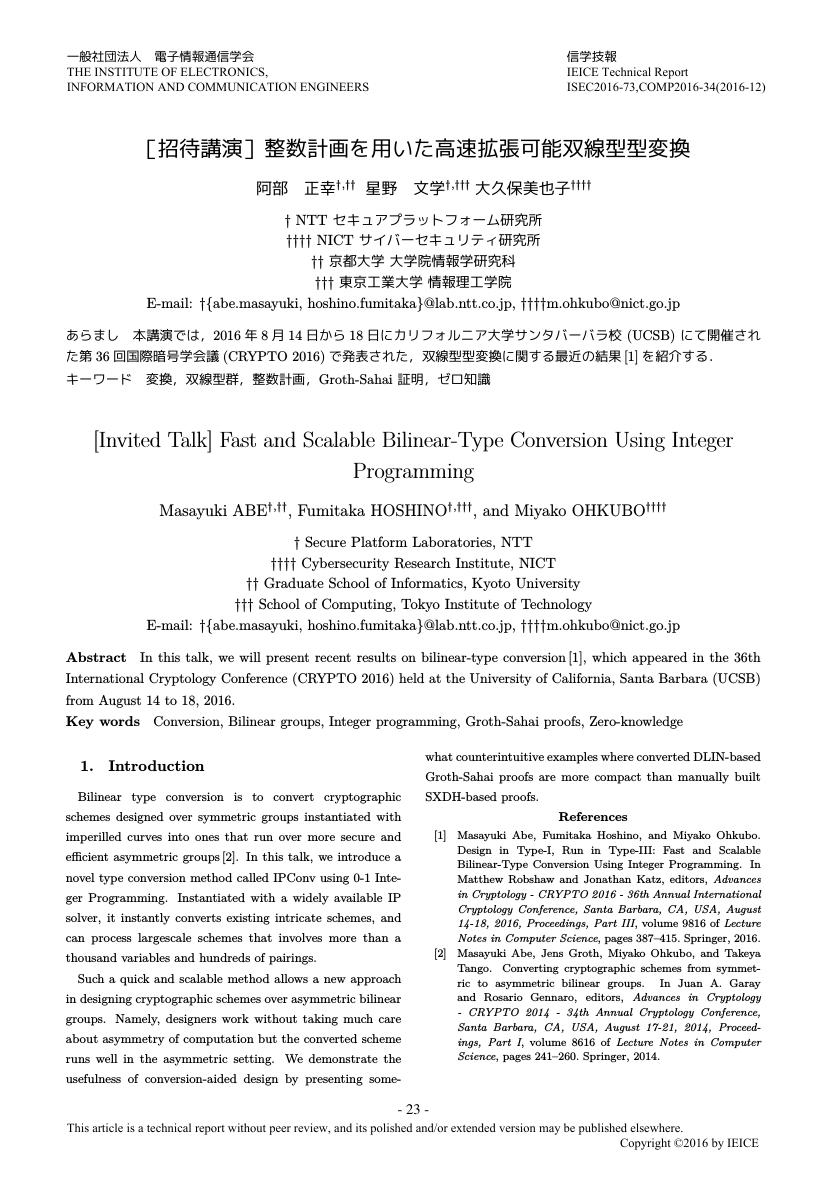 一般社団法人　電子情報通信学会
THE INSTITUTE OF ELECTRONICS,
INFORMATION AND COMMUNICATION ENGINEERS
信学技報
IEICE Technical Report
ISEC2016-73,COMP2016-34(2016-12)
［招待講演］整数計画を用いた高速拡張可能双線型型変換
阿部　正幸†,†† 星野　文学†,††† 大久保美也子††††
† NTT セキュアプラットフォーム研究所
†††† NICT サイバーセキュリティ研究所
†† 京都大学 大学院情報学研究科
††† 東京工業大学 情報理工学院
E-mail: †{abe.masayuki, hoshino.fumitaka}@lab.ntt.co.jp, ††††m.ohkubo@nict.go.jp
あらまし　本講演では，2016 年 8 月 14 日から 18 日にカリフォルニア大学サンタバーバラ校 (UCSB) にて開催され
た第 36 回国際暗号学会議 (CRYPTO 2016) で発表された，双線型型変換に関する最近の結果 [1] を紹介する．
キーワード　変換，双線型群，整数計画，Groth-Sahai 証明，ゼロ知識
[Invited Talk] Fast and Scalable Bilinear-Type Conversion Using Integer
Programming
Masayuki ABE†,††, Fumitaka HOSHINO†,†††, and Miyako OHKUBO††††
† Secure Platform Laboratories, NTT
†††† Cybersecurity Research Institute, NICT
†† Graduate School of Informatics, Kyoto University
††† School of Computing, Tokyo Institute of Technology
E-mail: †{abe.masayuki, hoshino.fumitaka}@lab.ntt.co.jp, ††††m.ohkubo@nict.go.jp
Abstract In this talk, we will present recent results on bilinear-type conversion [1], which appeared in the 36th
International Cryptology Conference (CRYPTO 2016) held at the University of California, Santa Barbara (UCSB)
from August 14 to 18, 2016.
Key words Conversion, Bilinear groups, Integer programming, Groth-Sahai proofs, Zero-knowledge
1. Introduction
Bilinear type conversion is to convert cryptographic
schemes designed over symmetric groups instantiated with
imperilled curves into ones that run over more secure and
efficient asymmetric groups [2]. In this talk, we introduce a
novel type conversion method called IPConv using 0-1 Inte-
ger Programming. Instantiated with a widely available IP
solver, it instantly converts existing intricate schemes, and
can process largescale schemes that involves more than a
thousand variables and hundreds of pairings.
Such a quick and scalable method allows a new approach
in designing cryptographic schemes over asymmetric bilinear
groups. Namely, designers work without taking much care
about asymmetry of computation but the converted scheme
runs well in the asymmetric setting. We demonstrate the
usefulness of conversion-aided design by presenting some-
what counterintuitive examples where converted DLIN-based
Groth-Sahai proofs are more compact than manually built
SXDH-based proofs.
References
[1] Masayuki Abe, Fumitaka Hoshino, and Miyako Ohkubo.
Design in Type-I, Run in Type-III: Fast and Scalable
Bilinear-Type Conversion Using Integer Programming. In
Matthew Robshaw and Jonathan Katz, editors, Advances
in Cryptology - CRYPTO 2016 - 36th Annual International
Cryptology Conference, Santa Barbara, CA, USA, August
14-18, 2016, Proceedings, Part III, volume 9816 of Lecture
Notes in Computer Science, pages 387–415. Springer, 2016.
[2] Masayuki Abe, Jens Groth, Miyako Ohkubo, and Takeya
Tango. Converting cryptographic schemes from symmet-
ric to asymmetric bilinear groups. In Juan A. Garay
and Rosario Gennaro, editors, Advances in Cryptology
- CRYPTO 2014 - 34th Annual Cryptology Conference,
Santa Barbara, CA, USA, August 17-21, 2014, Proceed-
ings, Part I, volume 8616 of Lecture Notes in Computer
Science, pages 241–260. Springer, 2014.
- 23 -
This article is a technical report without peer review, and its polished and/or extended version may be published elsewhere.
Copyright ©2016 by IEICE